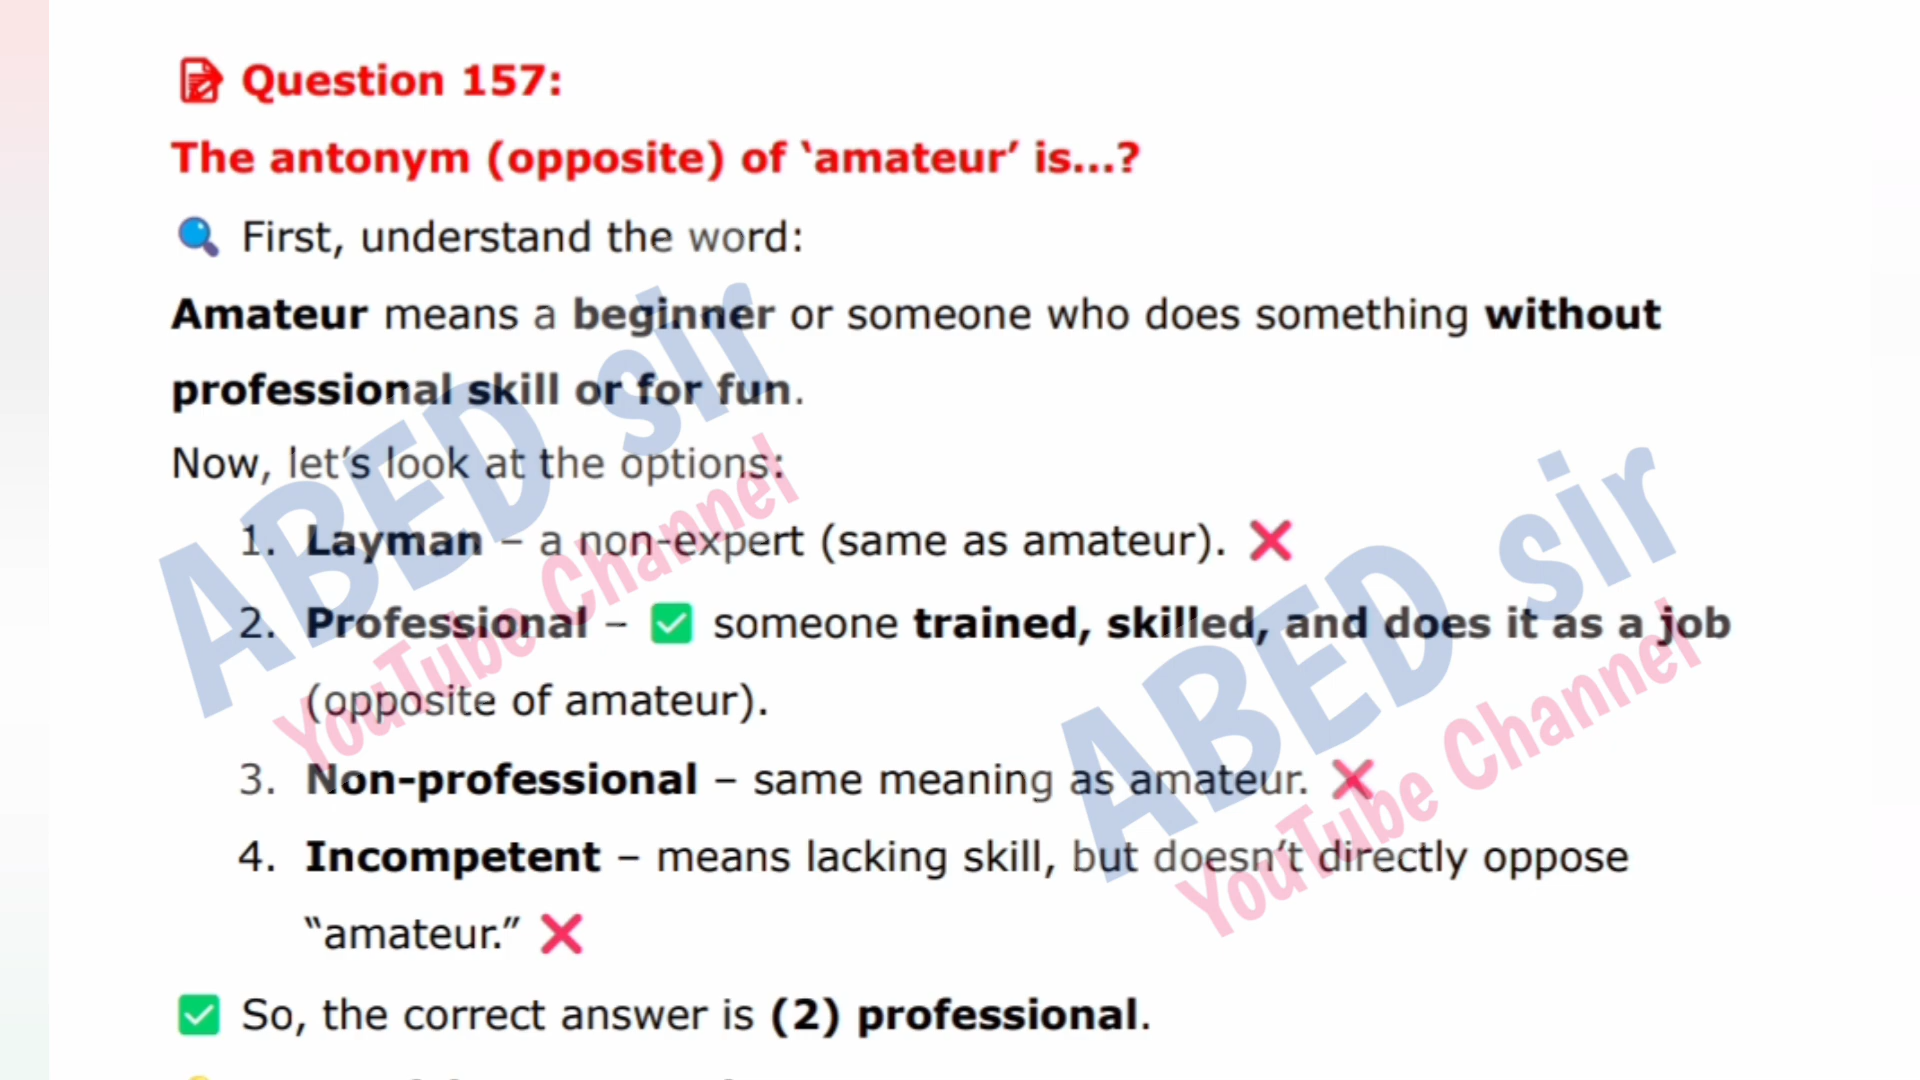 📝 Question 157:
The antonym (opposite) of ‘amateur’ is...?
🔍 First, understand the word:
Amateur means a beginner or someone who does something without
professional skill or for fun.
Now, let’s look at the options:
1. Layman – a non-expert (same as amateur). ❌
2. Professional – ✅ someone trained, skilled, and does it as a job
(opposite of amateur).
3. Non-professional – same meaning as amateur. ❌
4. Incompetent – means lacking skill, but doesn’t directly oppose
“amateur.” ❌
✅ So, the correct answer is (2) professional.
ABED sir
YouTube Channel
ABED sir
YouTube Channel